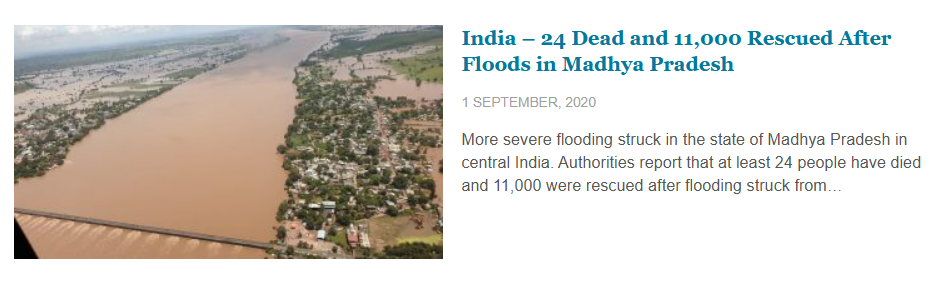 India – 24 Dead and 11,000 Rescued After
Floods in Madhya Pradesh
1 SEPTEMBER, 2020
More severe flooding struck in the state of Madhya Pradesh in
central India. Authorities report that at least 24 people have died
and 11,000 were rescued after flooding struck from…